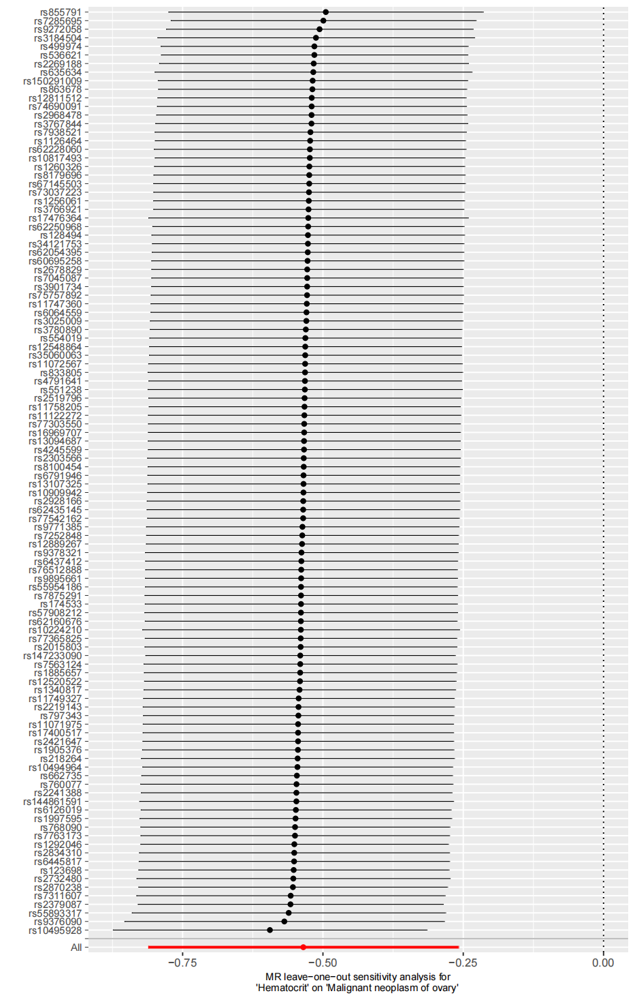 rs855791
rs7285695
rs9272058
rs3184504
rs499974
rs536621
rs2269188
rs635634
rs150291009
rs863678
rs12811512
rs74690091
rs2968478
rs3767844
rs7938521
rs1126464
rs62228060
rs10817493
rs1260326
rs8179696
rs67145503
rs73037223
rs1256061
rs3766921
rs17476364
rs62250968
rs128494
rs34121753
rs62054395
rs60695258
rs2678829
rs7045087
rs3901734
rs75757892
rs11747360
rs6064559
rs3025009
rs3780890
rs554019
rs12548864
rs35060063
rs11072567
rs833805
rs4791641
rs551238
rs2519796
rs11758205
rs11122272
rs77303550
rs16969707
rs13094687
rs4245599
rs2303566
rs8100454
rs6791946
rs13107325
rs10909942
rs2928166
rs62435145
rs77542162
rs9771385
rs7252848
rs12889267
rs9378321
rs6437412
rs76512888
rs9895661
rs55954186
rs7875291
rs174533
rs57908212
rs62160676
rs10224210
rs77365825
rs2015803
rs147233090
rs7563124
rs1885657
rs12520522
rs1340817
rs11749327
rs2219143
rs797343
rs11071975
rs17400517
rs2421647
rs1905376
rs218264
rs10494964
rs662735
rs760077
rs2241388
rs144861591
rs6126019
rs1997595
rs768090
rs7763173
rs1292046
rs2834310
rs6445817
rs123698
rs2732480
rs2870238
rs7311607
rs2379087
rs55893317
rs9376090
rs10495928
All
−0.75 −0.50 −0.25 0.00
MR leave−one−out sensitivity analysis for
'Hematocrit' on 'Malignant neoplasm of ovary'